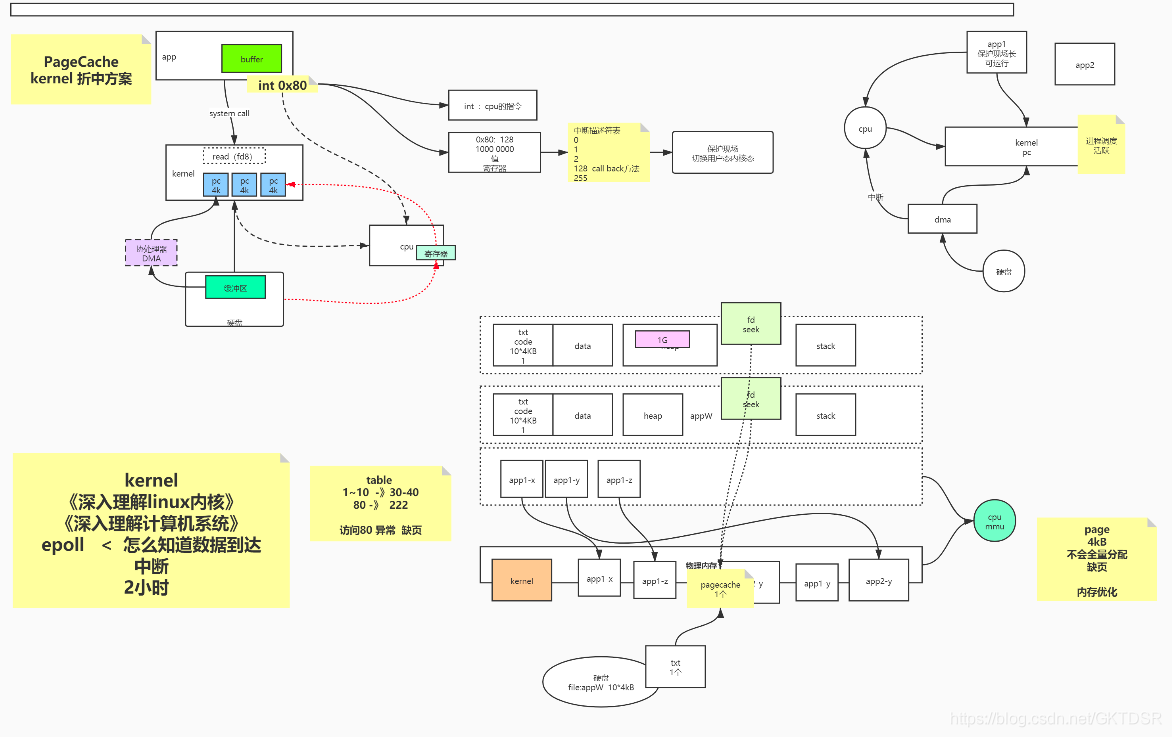 PageCache
kernel 折中方案
app
buffer
int 0x80
system call
read（fd8）
kernel
pc
4k
pc
4k
pc
4k
协处理器
DMA
缓冲区
硬盘
cpu
寄存器
int ：cpu的指令
0x80: 128
1000 0000
值
寄存器
中断描述符表
0
1
2
128 call back方法
255
保护现场
切换用户态内核态
app1
保护现场长
可运行
app2
cpu
kernel
pc
进程调度
活跃
中断
dma
硬盘
txt
code
10*4KB
1
data
1G
heap
fd
seek
stack
txt
code
10*4KB
1
data
heap
appW
fd
seek
stack
app1-x
app1-y
app1-z
cpu
mmu
kernel
《深入理解linux内核》
《深入理解计算机系统》
epoll < 怎么知道数据到达
中断
2小时
table
1~10 -》30-40
80 -》 222
访问80 异常 缺页
物理内存
kernel
app1 x
app1-z
pagecache
1个
y
app1 y
app2-y
page
4kB
不会全量分配
缺页
内存优化
txt
1个
硬盘
file:appW 10*4kB
https://blog.csdn.net/GKTDSR